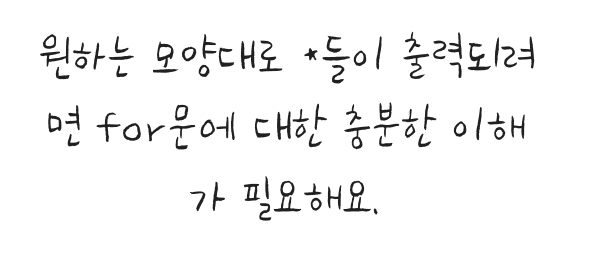 원하는 모양대로 *들이 출력되려
면 for문에 대한 충분한 이해
가 필요해요.